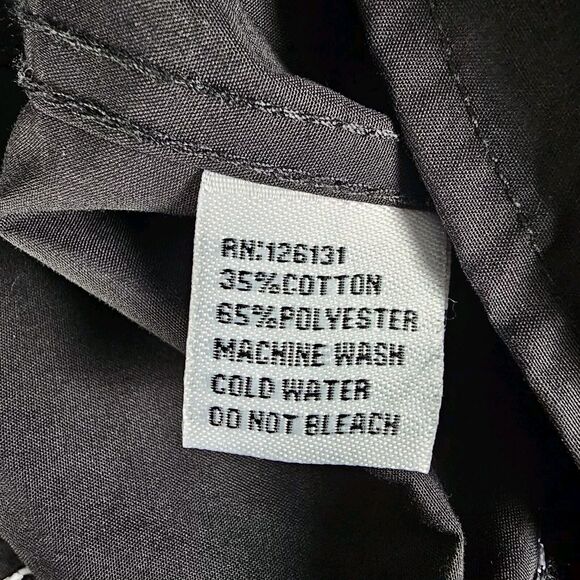 RN:126131
35%COTTON
65%POLYESTER
MACHINE WASH
COLD WATER
DO NOT BLEACH